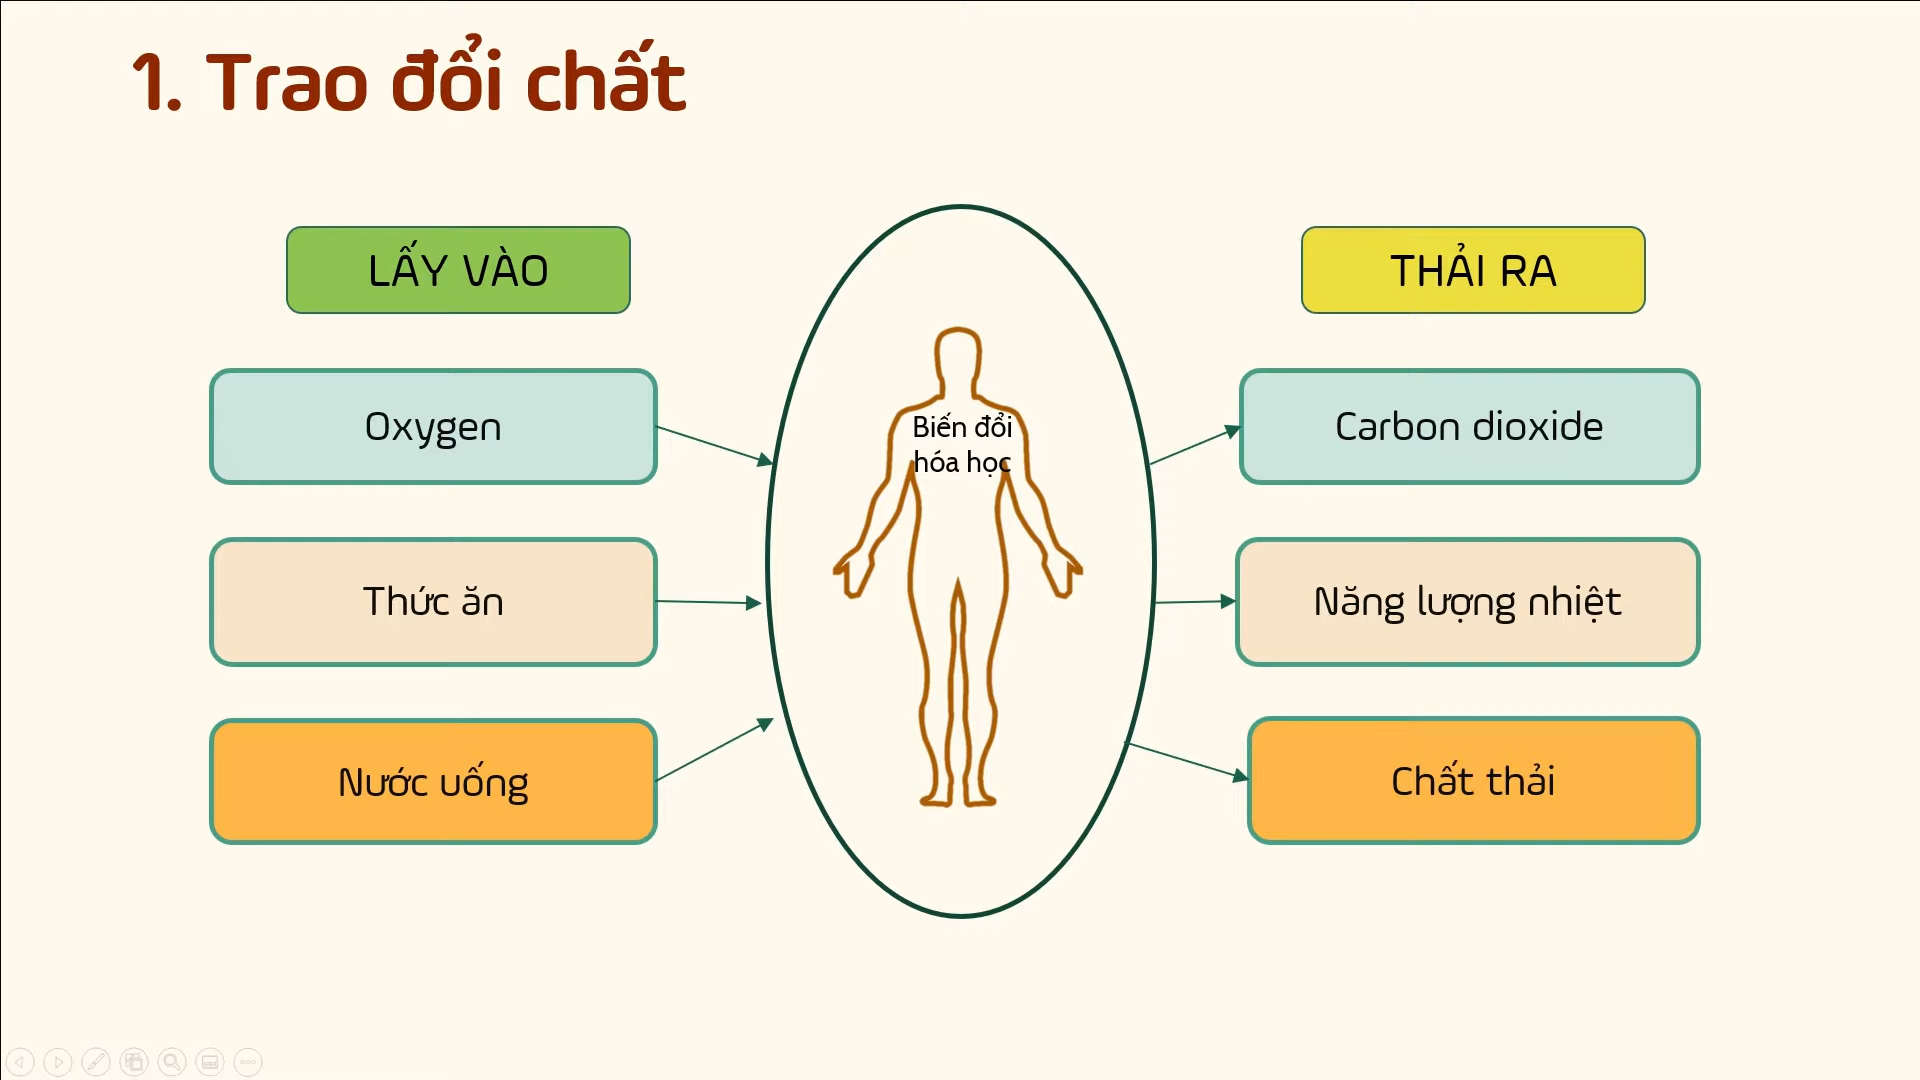 1. Trao đổi chất
LẤY VÀO
THẢI RA
Oxygen
Biến đổi
hóa học
Carbon dioxide
Thức ăn
Năng lượng nhiệt
Nước uống
Chất thải